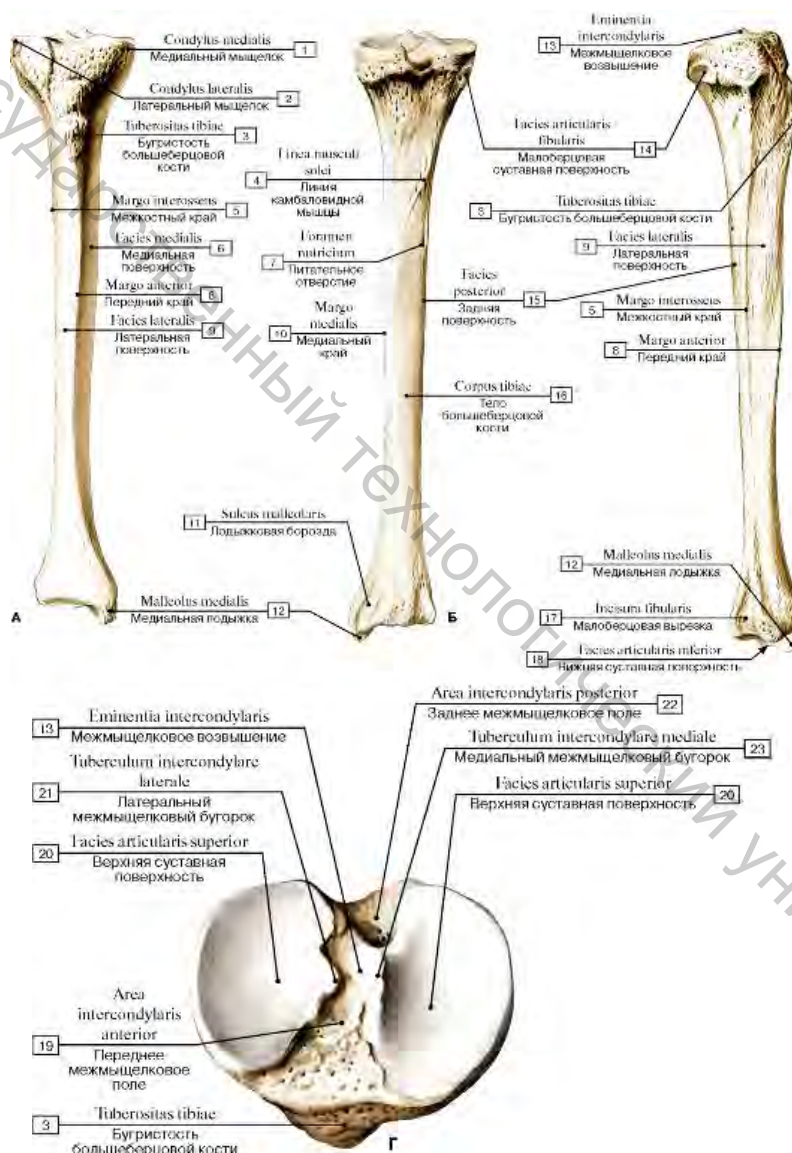 Condylus medialis
Медиальный мыщелок
1
Condylus lateralis
Латеральный мыщелок
2
Tuberositas tibiae
Бугристость
большеберцовой
кости
3
Linea musculi
solei
Линия
камбаловидной
мышцы
4
Margo interosseus
Межкостный край
5
Facies medialis
Медиальная
поверхность
6
Foramen
nutricium
Питательное
отверстие
7
Margo anterior
Передний край
8
Facies lateralis
Латеральная
поверхность
9
Margo
medialis
Медиальный
край
10
Sulcus malleolaris
Лодыжковая борозда
11
Malleolus medialis
Медиальная лодыжка
12
А
Б
Eminentia
intercondylaris
Межмыщелковое
возвышение
13
Facies articularis
fibularis
Малоберцовая
суставная поверхность
14
Tuberositas tibiae
Бугристость большеберцовой кости
3
Facies lateralis
Латеральная
поверхность
9
Facies
posterior
Задняя
поверхность
15
Margo interosseus
Межкостный край
5
Margo anterior
Передний край
8
Corpus tibiae
Тело
большеберцовой
кости
16
Malleolus medialis
Медиальная лодыжка
12
Incisura fibularis
Малоберцовая вырезка
17
Facies articularis inferior
Нижняя суставная поверхность
18
Eminentia intercondylaris
Межмыщелковое возвышение
13
Area intercondylaris posterior
Заднее межмыщелковое поле
22
Tuberculum intercondylare
laterale
Латеральный
межмыщелковый бугорок
21
Tuberculum intercondylare mediale
Медиальный межмыщелковый бугорок
23
Facies articularis superior
Верхняя суставная
поверхность
20
Facies articularis superior
Верхняя суставная поверхность
20
Area
intercondylaris
anterior
Переднее
межмыщелковое
поле
19
Tuberositas tibiae
Бугристость
большеберцовой кости
3
Г
технологический